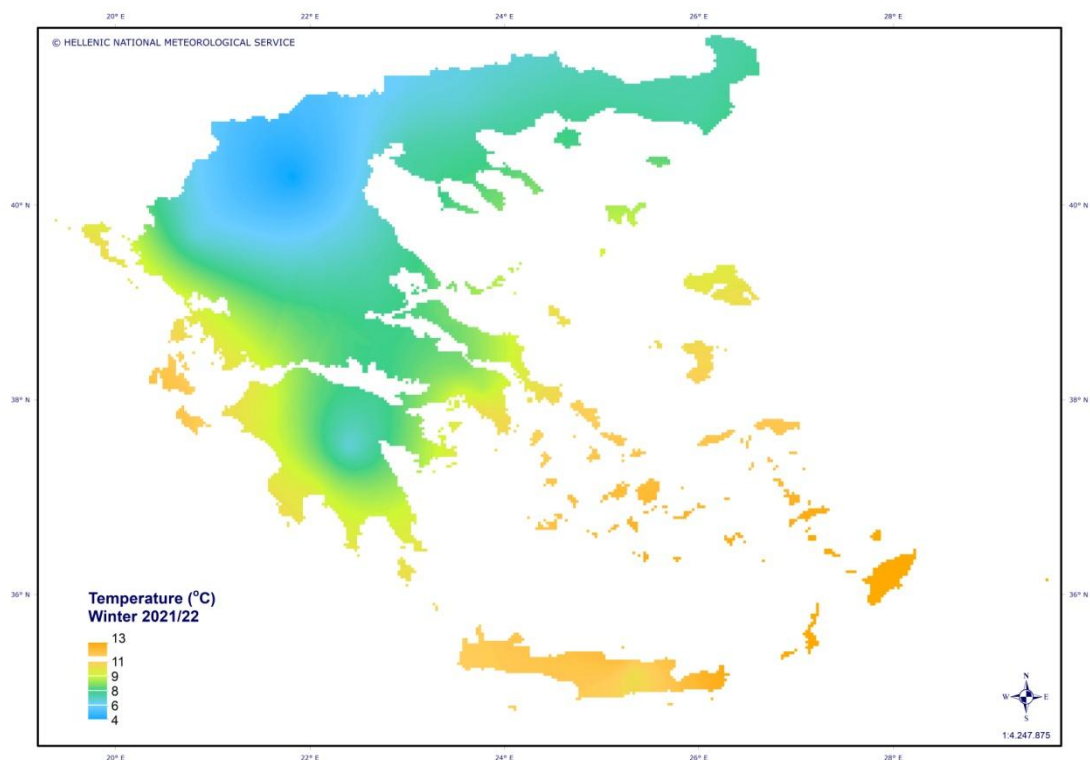 20° E 22° E 24° E 26° E 28° E
© HELLENIC NATIONAL METEOROLOGICAL SERVICE
40° N 40° N
38° N 38° N
36° N 36° N
Temperature (°C)
Winter 2021/22
13
11
9
8
6
4
N
W E
S
1:4.247.875
20° E 22° E 24° E 26° E 28° E